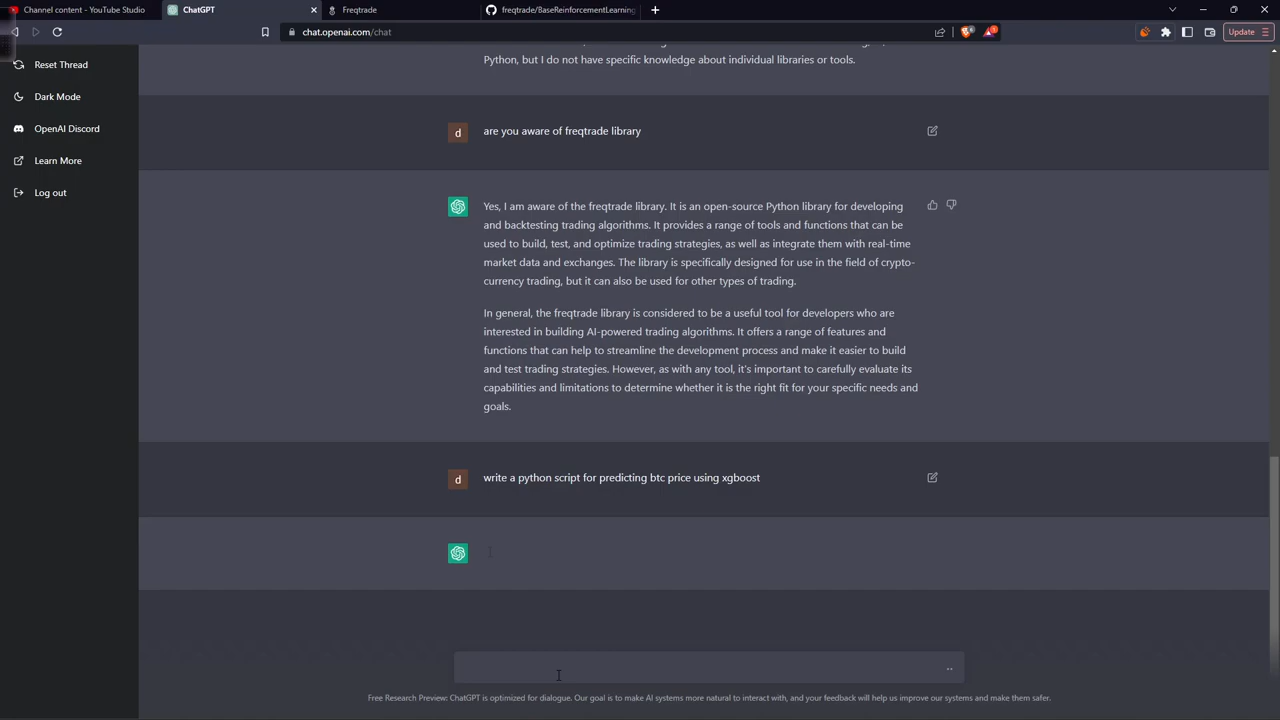 Channel content - YouTube Studio
ChatGPT
Freqtrade
freqtrade/BaseReinforcementLearning
chat.openai.com/chat
Update
Reset Thread
Dark Mode
OpenAI Discord
Learn More
Log out
Python, but I do not have specific knowledge about individual libraries or tools.
d
are you aware of freqtrade library
Yes, I am aware of the freqtrade library. It is an open-source Python library for developing
and backtesting trading algorithms. It provides a range of tools and functions that can be
used to build, test, and optimize trading strategies, as well as integrate them with real-time
market data and exchanges. The library is specifically designed for use in the field of crypto-
currency trading, but it can also be used for other types of trading.
In general, the freqtrade library is considered to be a useful tool for developers who are
interested in building AI-powered trading algorithms. It offers a range of features and
functions that can help to streamline the development process and make it easier to build
and test trading strategies. However, as with any tool, it's important to carefully evaluate its
capabilities and limitations to determine whether it is the right fit for your specific needs and
goals.
d
write a python script for predicting btc price using xgboost
Free Research Preview: ChatGPT is optimized for dialogue. Our goal is to make AI systems more natural to interact with, and your feedback will help us improve our systems and make them safer.